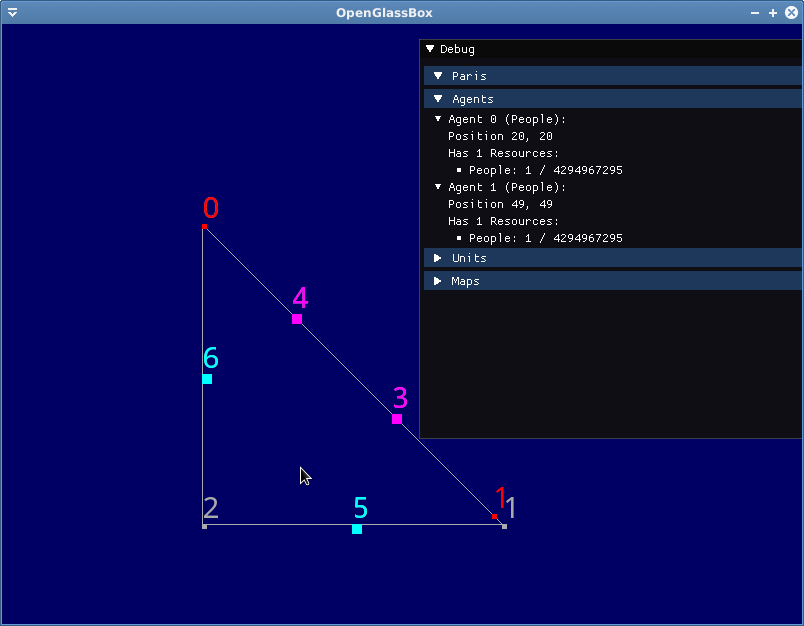 OpenGlassBox
Debug
Paris
Agents
Agent 0 (People):
Position 20, 20
Has 1 Resources:
People: 1 / 4294967295
Agent 1 (People):
Position 49, 49
Has 1 Resources:
People: 1 / 4294967295
Units
Maps
0
4
6
3
2
5
1
1